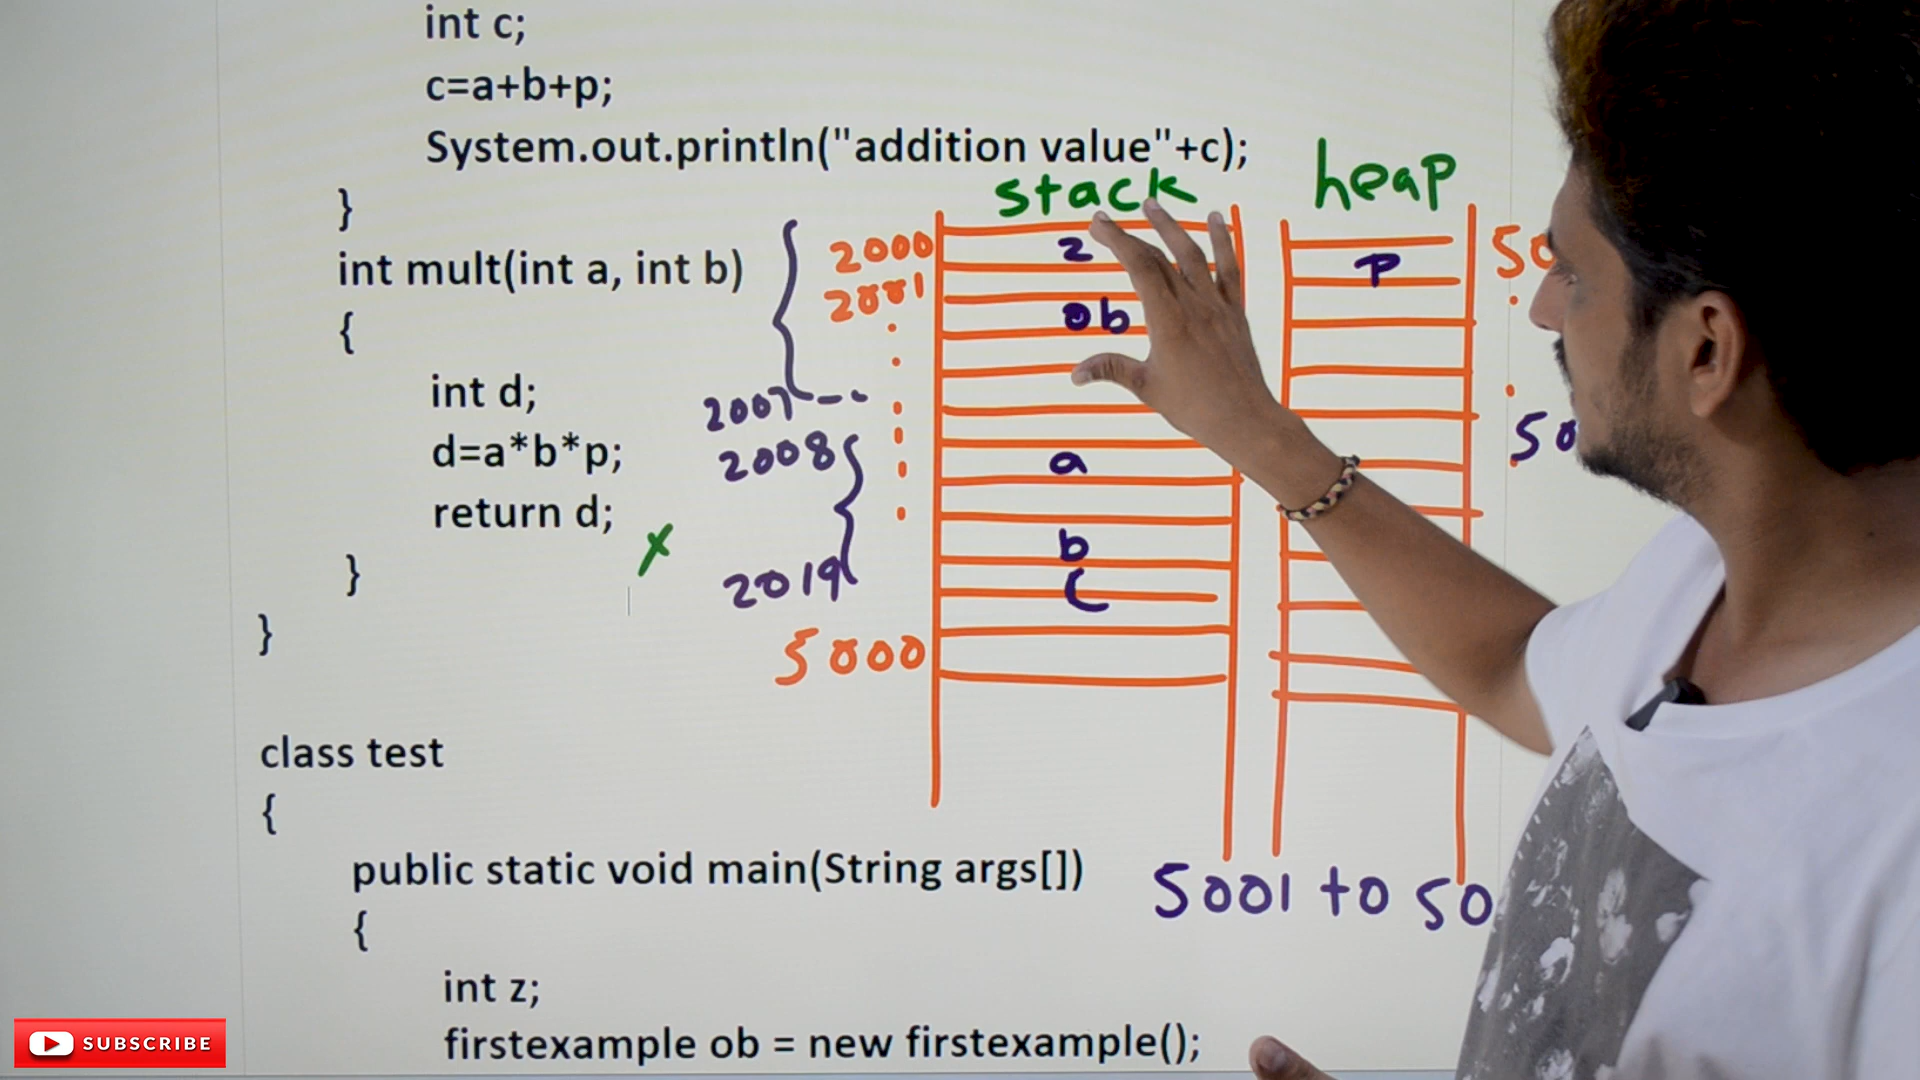 int c;
c=a+b+p;
System.out.println("addition value"+c);
}
int mult(int a, int b)
{
int d;
d=a*b*p;
return d;
}
}
class test
{
public static void main(String args[])
{
int z;
firstexample ob = new firstexample();
stack
2000
2001
2007
2008
2019
5000
z
ob
a
b
c
heap
p
5001 to 50
SUBSCRIBE